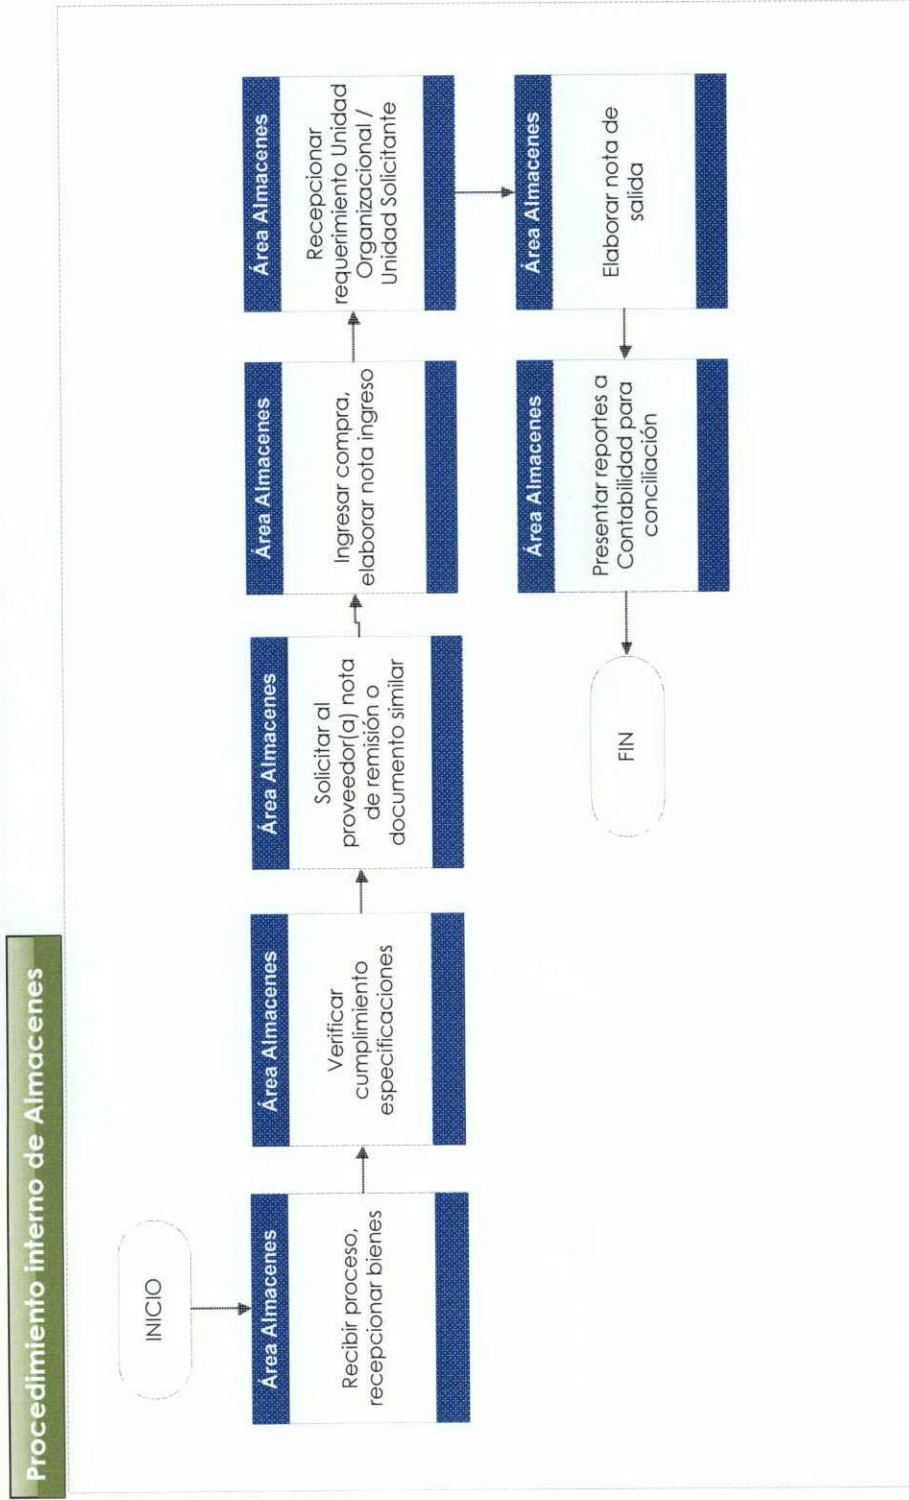 Procedimiento interno de Almacenes
INICIO
Área Almacenes
Recibir proceso,
recepcionar bienes
Área Almacenes
Verificar
cumplimiento
especificaciones
Área Almacenes
Solicitar al
proveedor(a) nota
de remisión o
documento similar
Área Almacenes
Ingresar compra,
elaborar nota ingreso
Área Almacenes
Recepcionar
requerimiento Unidad
Organizacional /
Unidad Solicitante
Área Almacenes
Elaborar nota de
salida
Área Almacenes
Presentar reportes a
Contabilidad para
conciliación
FIN